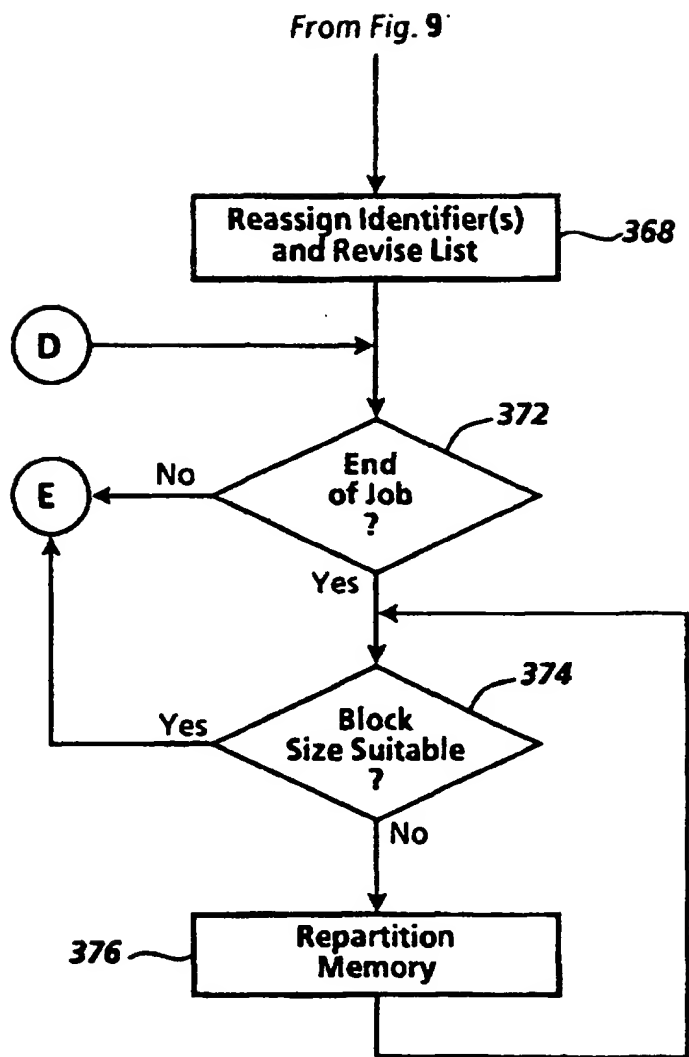 From Fig. 9
Reassign Identifier(s)
and Revise List
368
D
372
End
of Job
?
No
E
Yes
374
Block
Size Suitable
?
Yes
No
376
Repartition
Memory